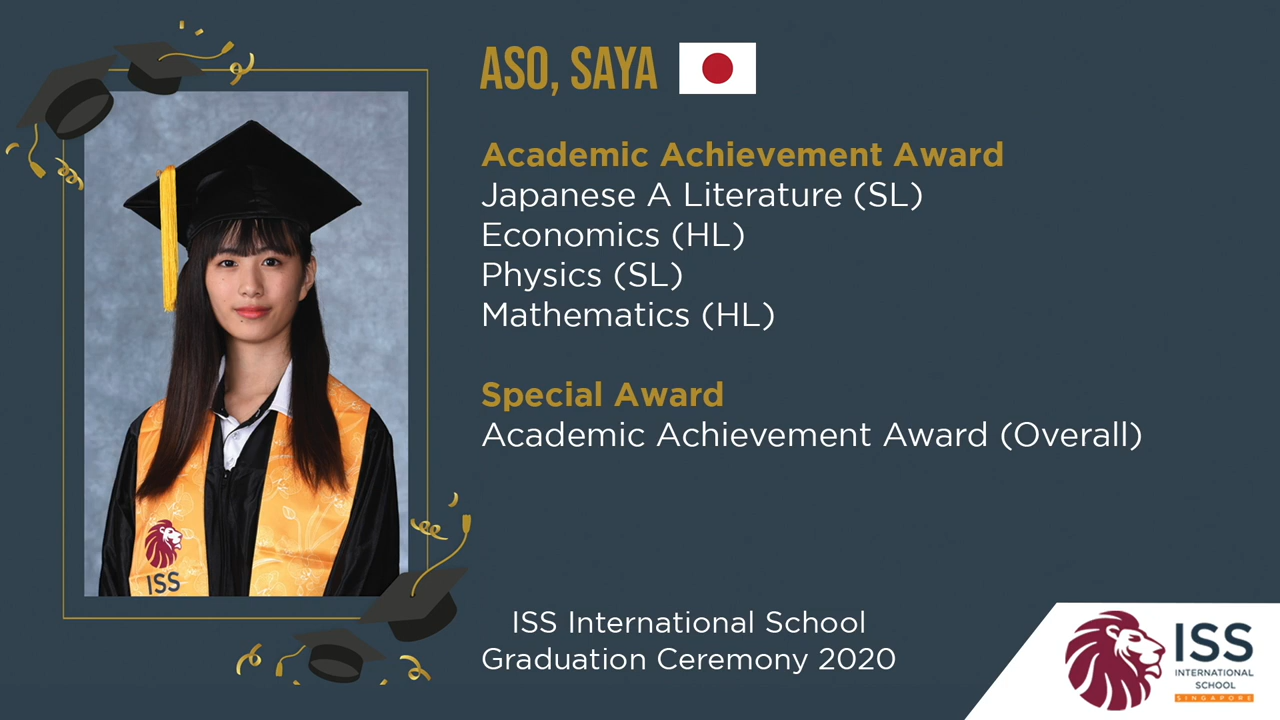 ASO, SAYA
Academic Achievement Award
Japanese A Literature (SL)
Economics (HL)
Physics (SL)
Mathematics (HL)
Special Award
Academic Achievement Award (Overall)
ISS
ISS International School
Graduation Ceremony 2020
ISS
INTERNATIONAL
SCHOOL
SINGAPORE